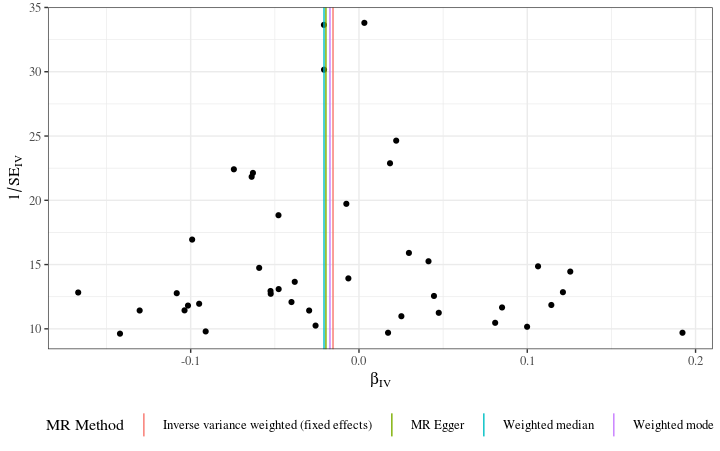 35
30
25
20
15
10
1/SE_IV
-0.1 0.0 0.1 0.2
β_IV
MR Method Inverse variance weighted (fixed effects) MR Egger Weighted median Weighted mode